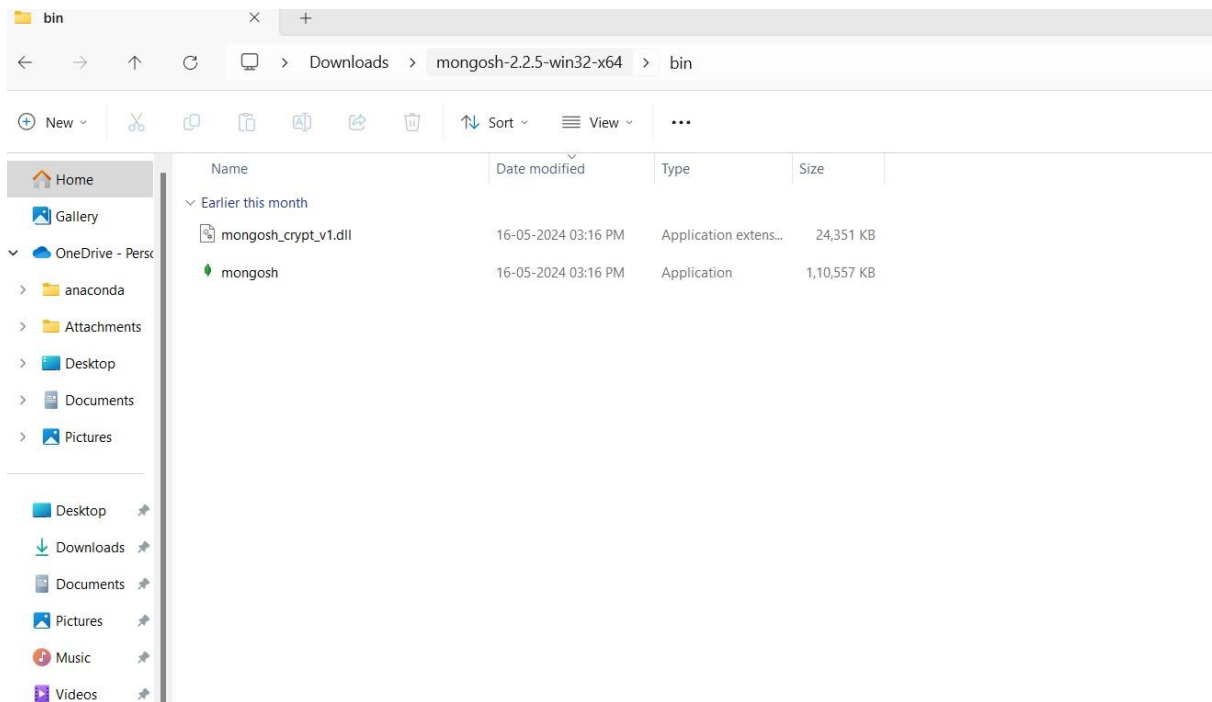 bin
Downloads > mongosh-2.2.5-win32-x64 > bin
New Sort View
Name Date modified Type Size
Earlier this month
mongosh_crypt_v1.dll 16-05-2024 03:16 PM Application extens... 24,351 KB
mongosh 16-05-2024 03:16 PM Application 1,10,557 KB
Home
Gallery
OneDrive - Perso
anaconda
Attachments
Desktop
Documents
Pictures
Desktop
Downloads
Documents
Pictures
Music
Videos